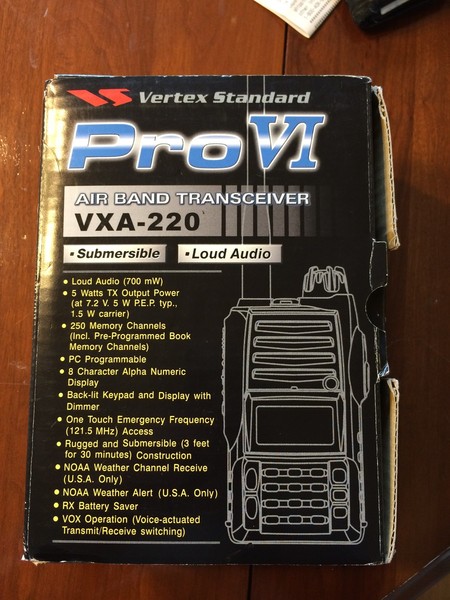 Vertex Standard
Pro VI
AIR BAND TRANSCEIVER
VXA-220
▪ Submersible ▪ Loud Audio
● Loud Audio (700 mW)
● 5 Watts TX Output Power
(at 7.2 V. 5 W P.E.P. typ.,
1.5 W carrier)
● 250 Memory Channels
(Incl. Pre-Programmed Book
Memory Channels)
● PC Programmable
● 8 Character Alpha Numeric
Display
● Back-lit Keypad and Display with
Dimmer
● One Touch Emergency Frequency
(121.5 MHz) Access
● Rugged and Submersible (3 feet
for 30 minutes) Construction
● NOAA Weather Channel Receive
(U.S.A. Only)
● NOAA Weather Alert (U.S.A. Only)
● RX Battery Saver
● VOX Operation (Voice-actuated
Transmit/Receive switching)